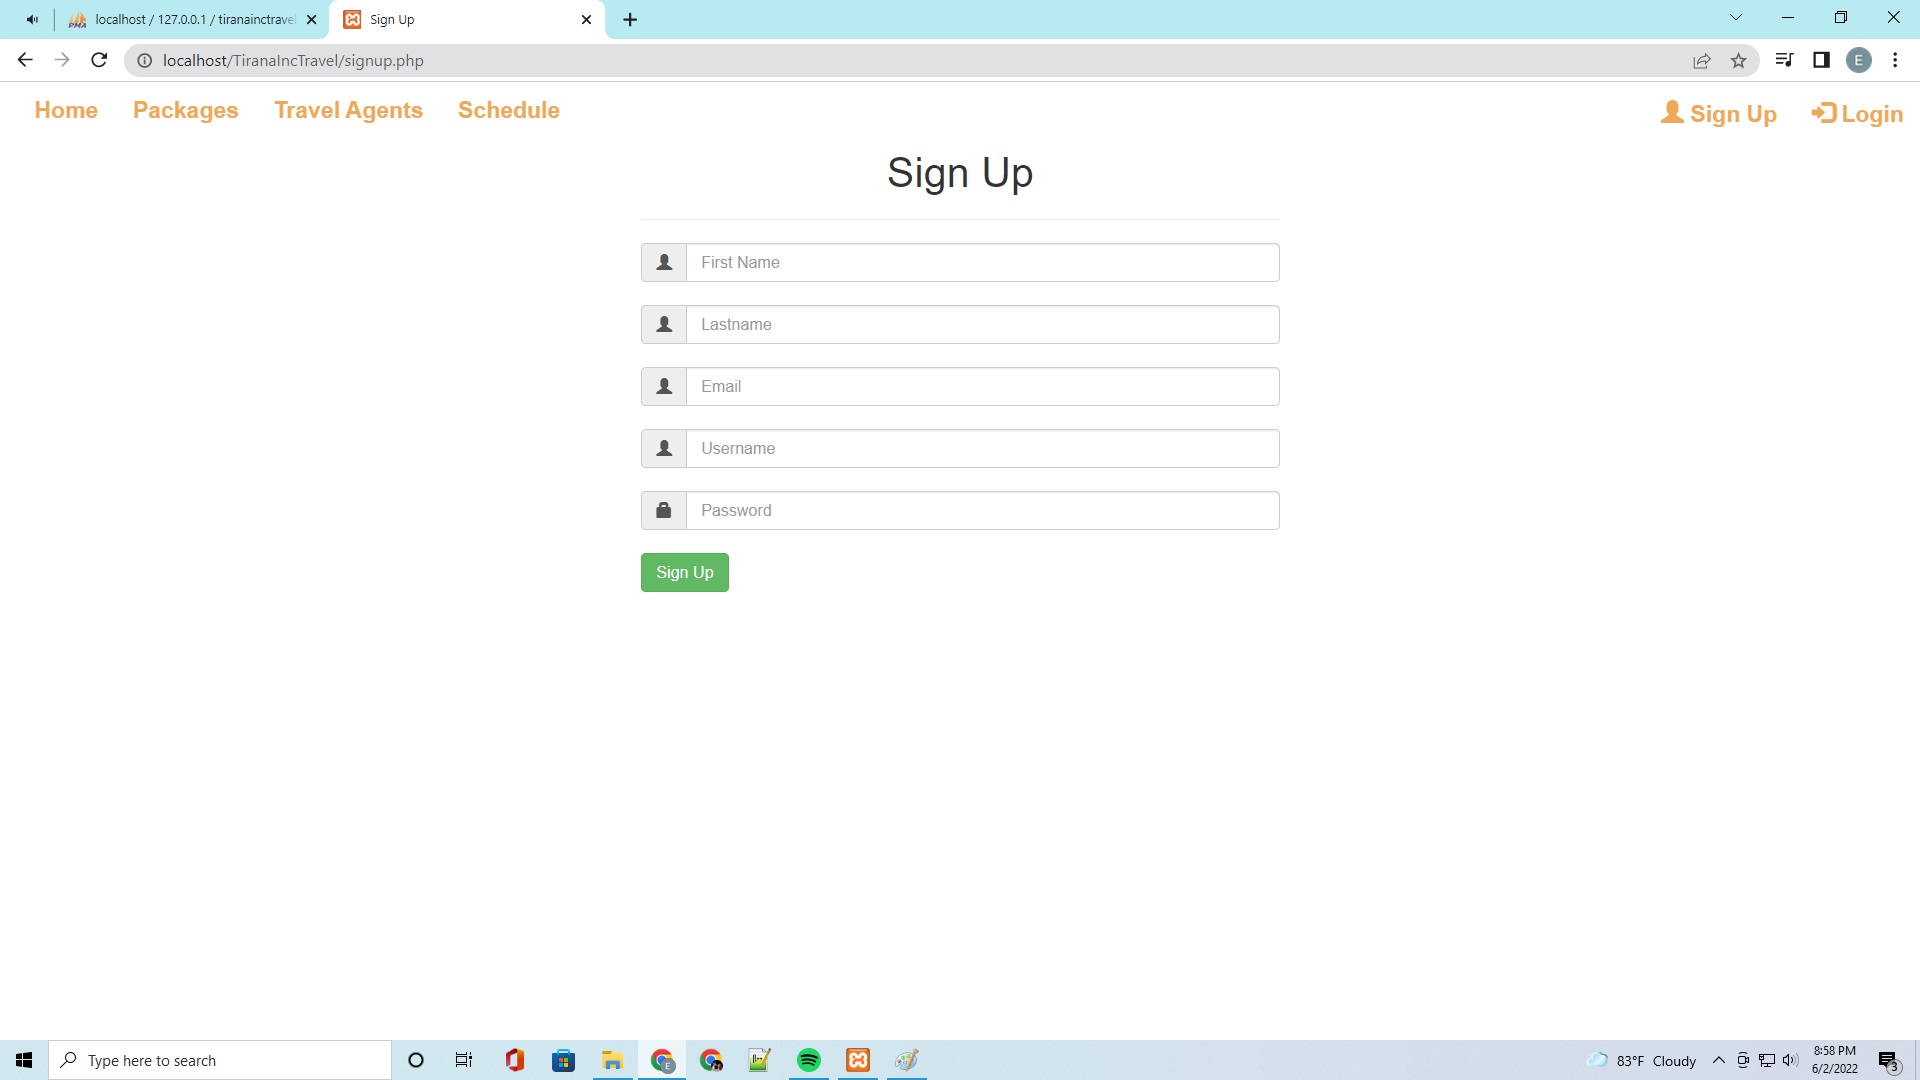 localhost / 127.0.0.1 / tiranainctravel
Sign Up
localhost/TiranaIncTravel/signup.php
E
Home Packages Travel Agents Schedule Sign Up Login
Sign Up
First Name
Lastname
Email
Username
Password
Sign Up
Type here to search
83°F Cloudy
8:58 PM
6/2/2022
3